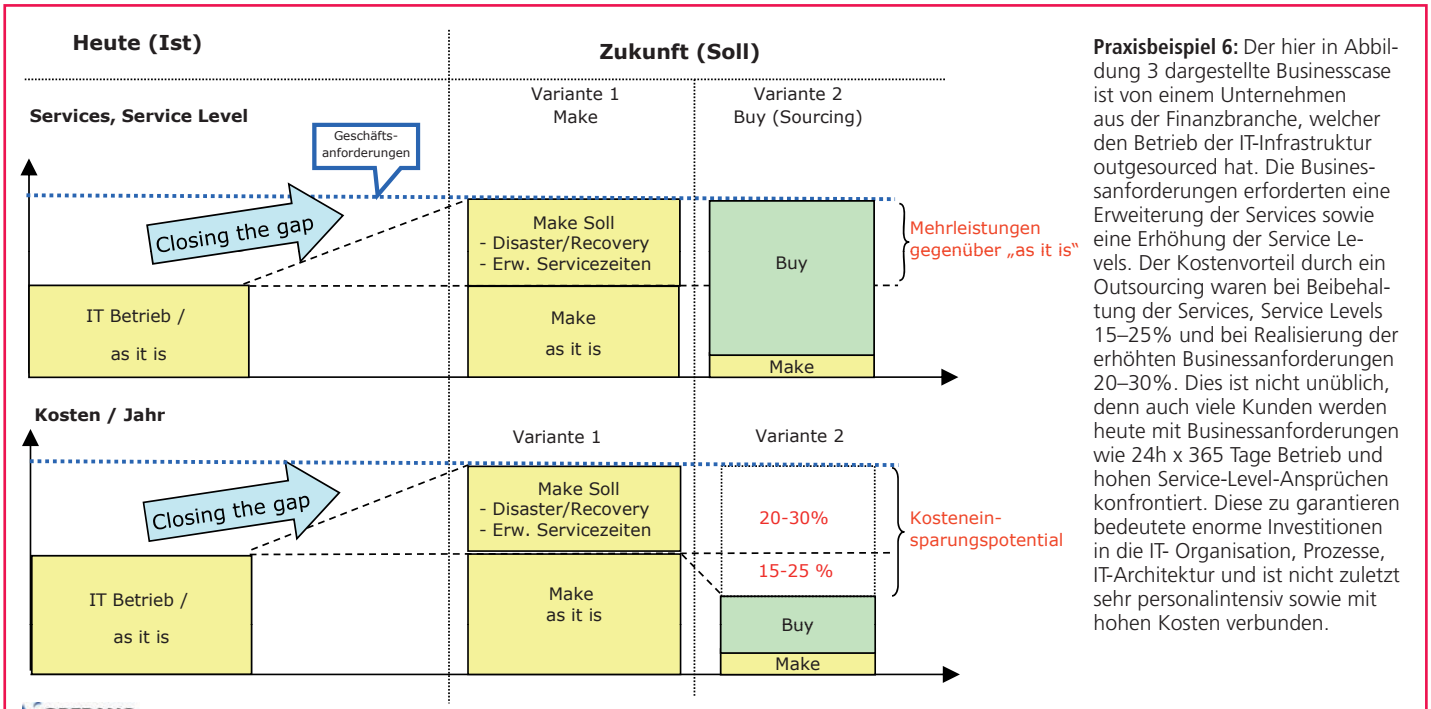 Heute (Ist)
Zukunft (Soll)
Services, Service Level
Variante 1
Make
Variante 2
Buy (Sourcing)
Geschäfts-
anforderungen
Closing the gap
Make Soll
- Disaster/Recovery
- Erw. Servicezeiten
Buy
Mehrleistungen
gegenüber „as it is“
IT Betrieb /
as it is
Make
as it is
Make
Kosten / Jahr
Variante 1
Variante 2
Closing the gap
Make Soll
- Disaster/Recovery
- Erw. Servicezeiten
20-30%
Kostenein-
sparungspotential
15-25 %
IT Betrieb /
as it is
Make
as it is
Buy
Make
Praxisbeispiel 6: Der hier in Abbil-
dung 3 dargestellte Businesscase
ist von einem Unternehmen
aus der Finanzbranche, welcher
den Betrieb der IT-Infrastruktur
outgesourced hat. Die Busines-
sanforderungen erforderten eine
Erweiterung der Services sowie
eine Erhöhung der Service Le-
vels. Der Kostenvorteil durch ein
Outsourcing waren bei Beibehal-
tung der Services, Service Levels
15–25% und bei Realisierung der
erhöhten Businessanforderungen
20–30%. Dies ist nicht unüblich,
denn auch viele Kunden werden
heute mit Businessanforderungen
wie 24h x 365 Tage Betrieb und
hohen Service-Level-Ansprüchen
konfrontiert. Diese zu garantieren
bedeutete enorme Investitionen
in die IT- Organisation, Prozesse,
IT-Architektur und ist nicht zuletzt
sehr personalintensiv sowie mit
hohen Kosten verbunden.